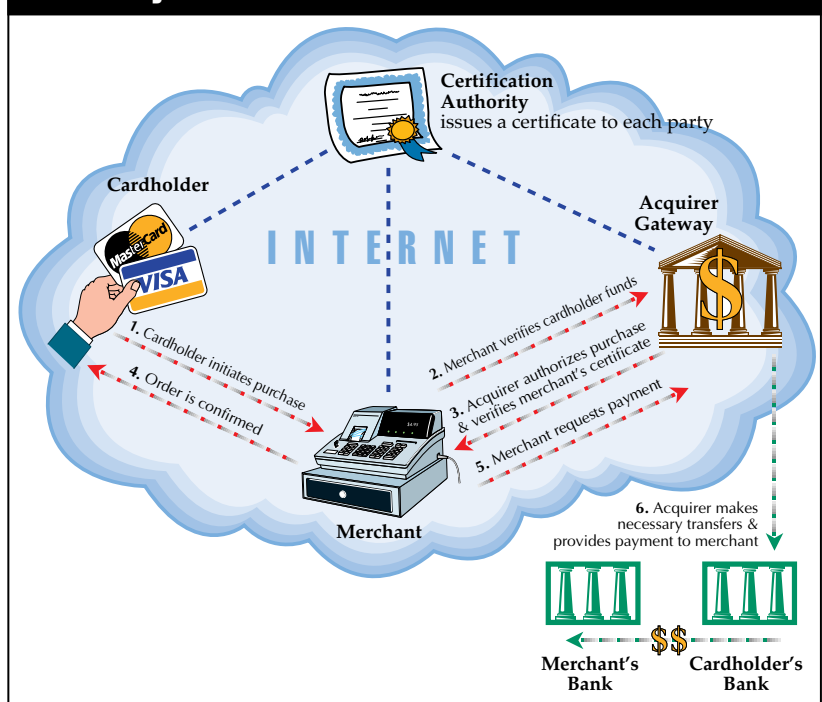 Certification
Authority
issues a certificate to each party
Cardholder
MasterCard
VISA
Acquirer
Gateway
INTERNET
1. Cardholder initiates purchase
4. Order is confirmed
2. Merchant verifies cardholder funds
3. Acquirer authorizes purchase
& verifies merchant's certificate
5. Merchant requests payment
Merchant
6. Acquirer makes
necessary transfers &
provides payment to merchant
$
$$
Merchant's
Bank
Cardholder's
Bank